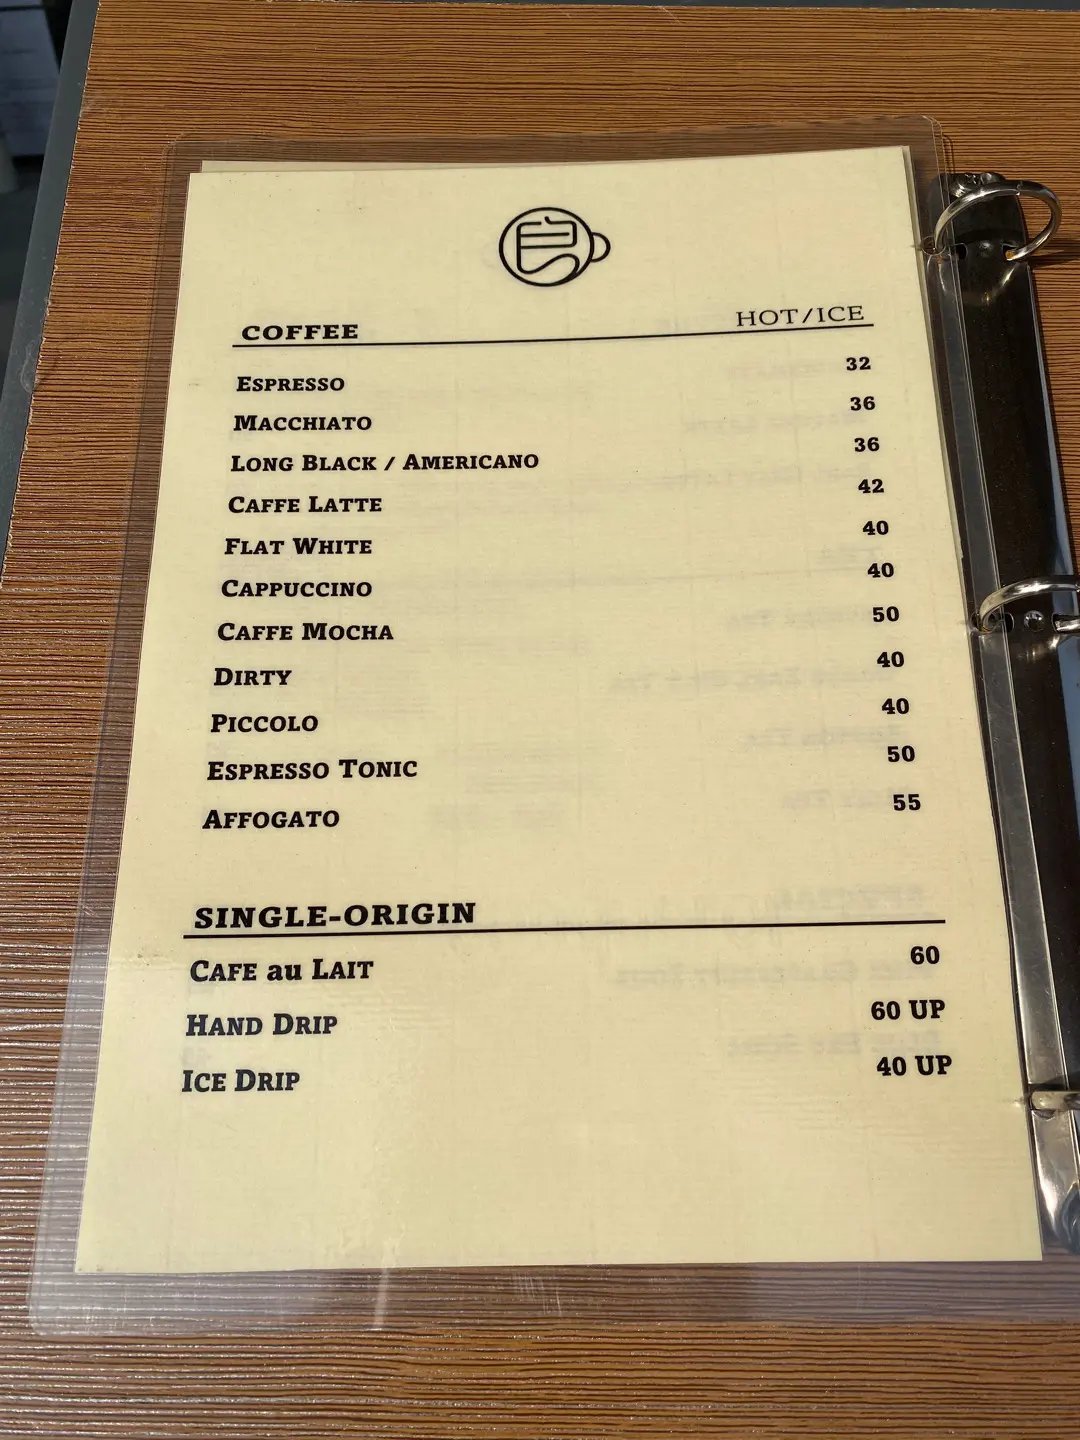 良
COFFEE HOT/ICE
ESPRESSO 32
MACCHIATO 36
LONG BLACK / AMERICANO 36
CAFFE LATTE 42
FLAT WHITE 40
CAPPUCCINO 40
CAFFE MOCHA 50
DIRTY 40
PICCOLO 40
ESPRESSO TONIC 50
AFFOGATO 55
SINGLE-ORIGIN
CAFE au LAIT 60
HAND DRIP 60 UP
ICE DRIP 40 UP